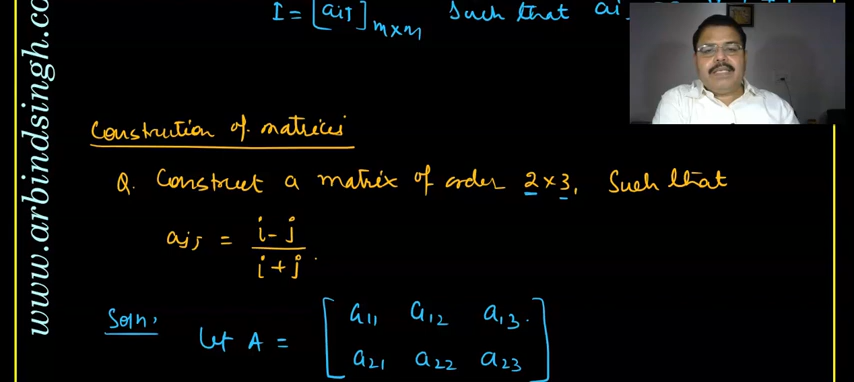 I = [aij]m×n Such that ai
www.arbindsingh.co
Constrution of matrices
Q. Construct a matrix of order 2 × 3, Such that
aij = i - j / i + j .
Soln: Let A = [ a11 a12 a13.
a21 a22 a23 ]